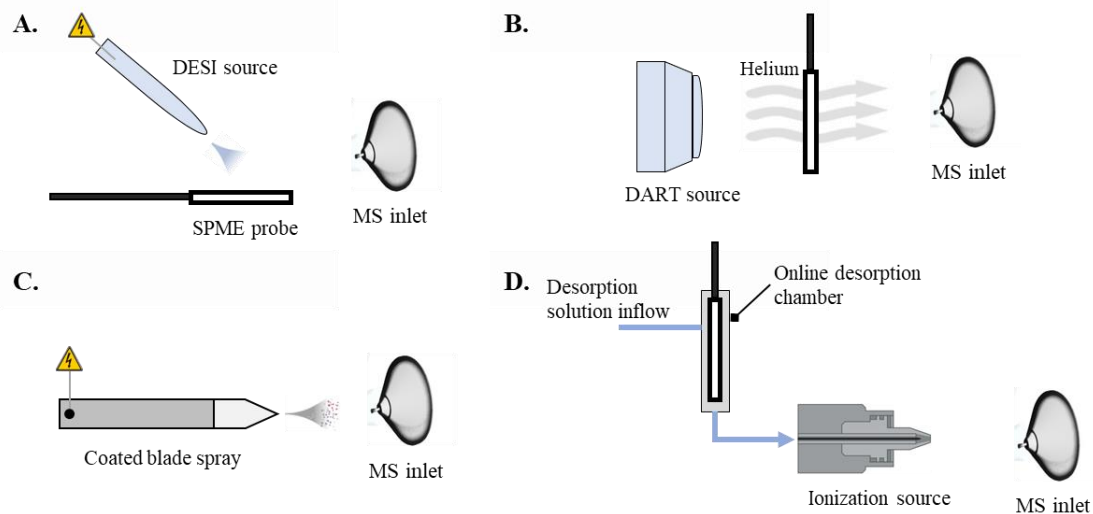 A.
DESI source
SPME probe
MS inlet
B.
Helium
DART source
MS inlet
C.
Coated blade spray
MS inlet
D.
Desorption
solution inflow
Online desorption
chamber
Ionization source
MS inlet